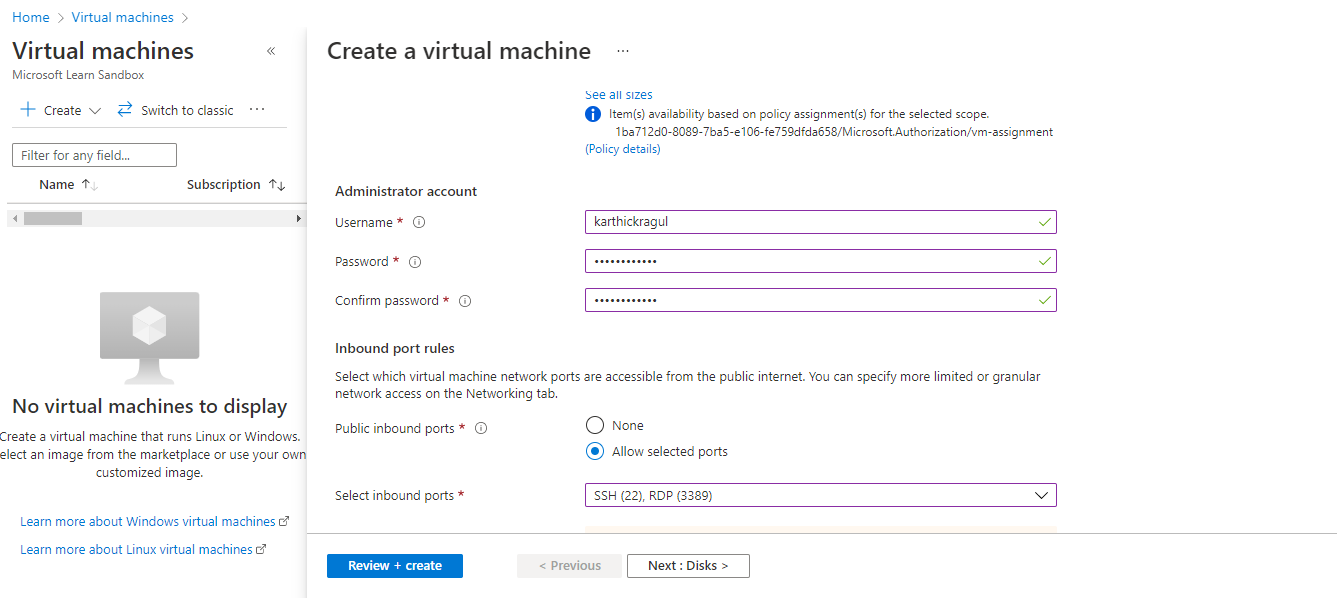 Home > Virtual machines >
Virtual machines
«
Microsoft Learn Sandbox
Create
Switch to classic
...
Filter for any field...
Name ↑↓
Subscription ↑↓
No virtual machines to display
Create a virtual machine that runs Linux or Windows.
elect an image from the marketplace or use your own
customized image.
Learn more about Windows virtual machines
Learn more about Linux virtual machines
Create a virtual machine
...
See all sizes
Item(s) availability based on policy assignment(s) for the selected scope.
1ba712d0-8089-7ba5-e106-fe759dfda658/Microsoft.Authorization/vm-assignment
(Policy details)
Administrator account
Username *
karthickragul
Password *
••••••••••••
Confirm password *
••••••••••••
Inbound port rules
Select which virtual machine network ports are accessible from the public internet. You can specify more limited or granular
network access on the Networking tab.
Public inbound ports *
None
Allow selected ports
Select inbound ports *
SSH (22), RDP (3389)
Review + create
< Previous
Next : Disks >